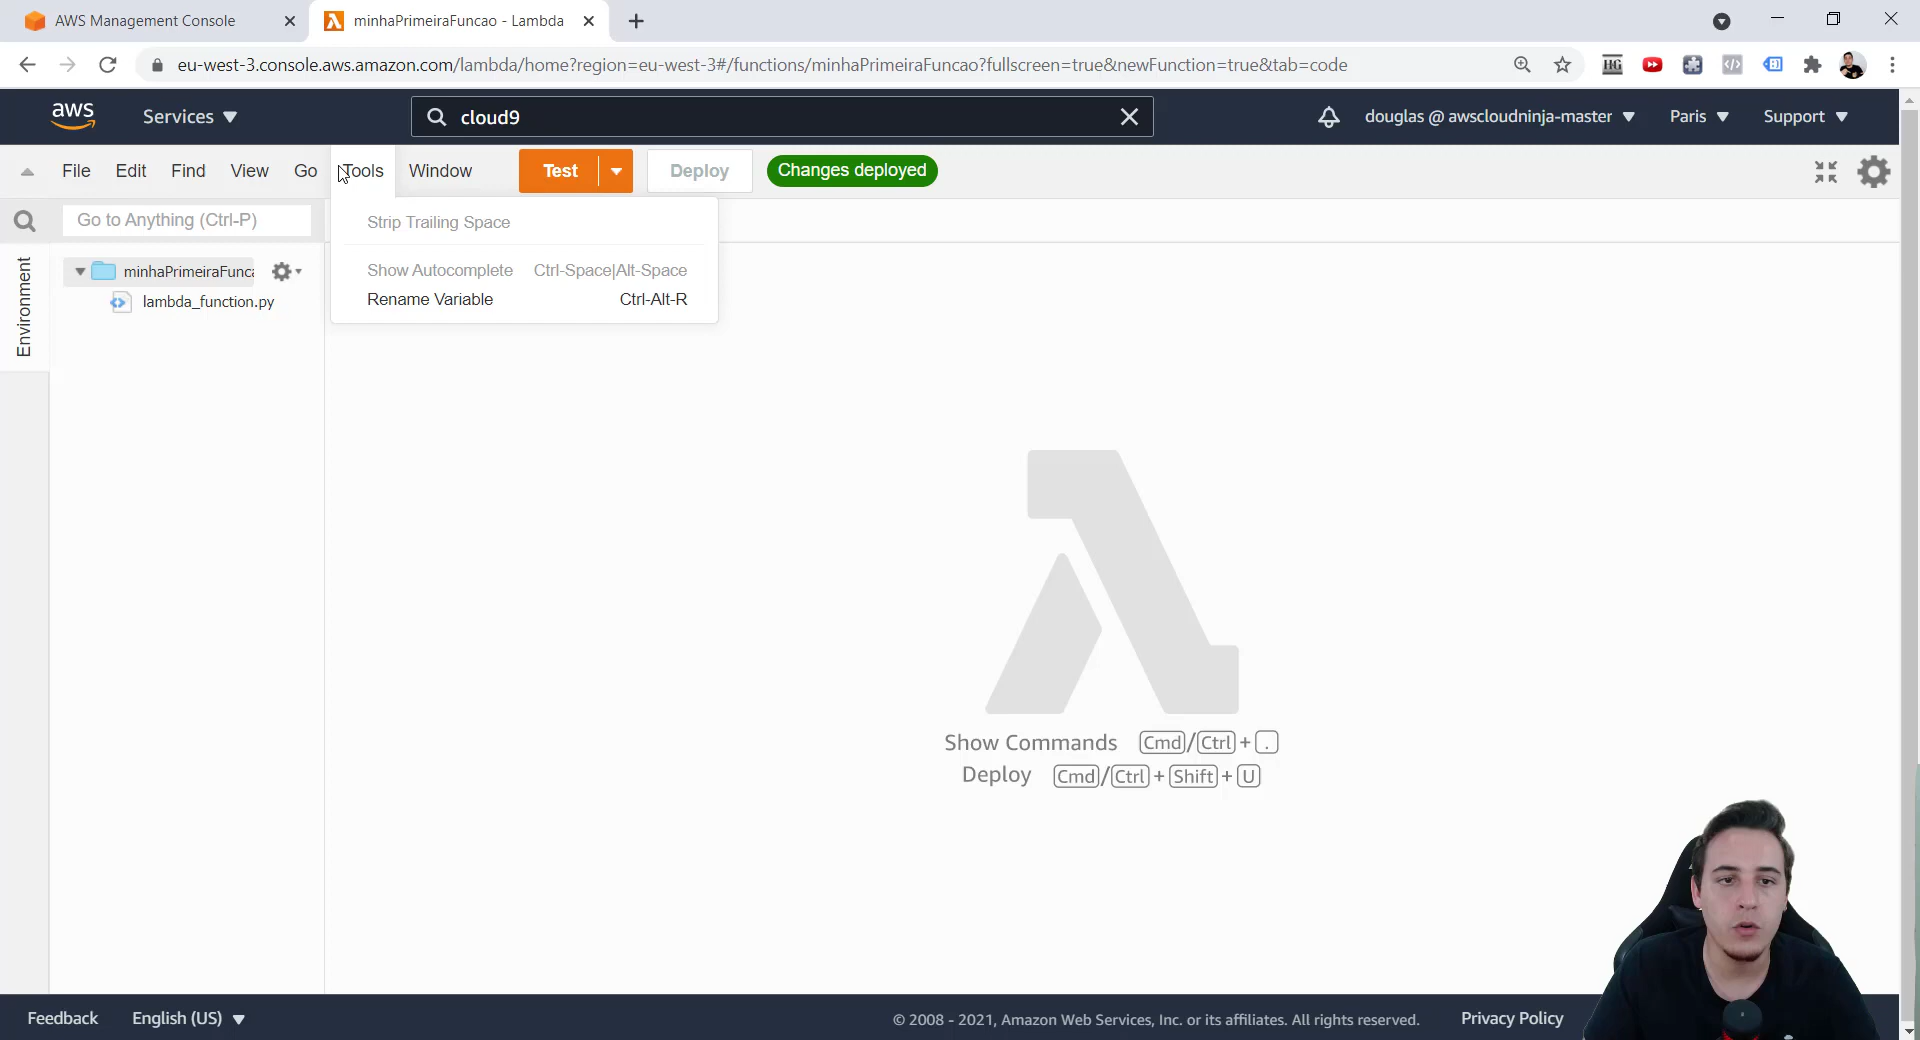 AWS Management Console
minhaPrimeiraFuncao - Lambda
eu-west-3.console.aws.amazon.com/lambda/home?region=eu-west-3#/functions/minhaPrimeiraFuncao?fullscreen=true&newFunction=true&tab=code
aws
Services
cloud9
douglas @ awscloudninja-master
Paris
Support
File Edit Find View Go Tools Window
Test
Deploy
Changes deployed
Go to Anything (Ctrl-P)
Strip Trailing Space
Show Autocomplete Ctrl-Space|Alt-Space
Rename Variable Ctrl-Alt-R
Environment
minhaPrimeiraFunca
lambda_function.py
Show Commands Cmd/Ctrl + .
Deploy Cmd/Ctrl + Shift + U
Feedback
English (US)
© 2008 - 2021, Amazon Web Services, Inc. or its affiliates. All rights reserved.
Privacy Policy